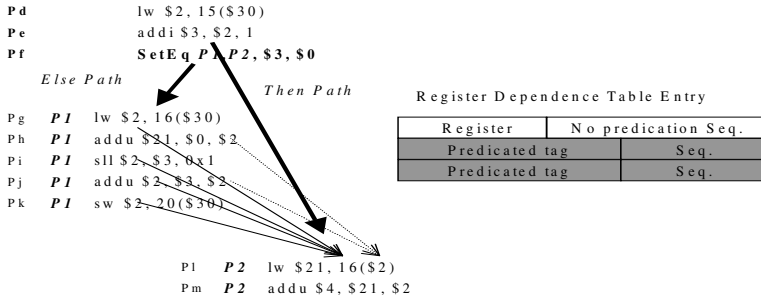 Pd lw $2, 15($30)
Pe addi $3, $2, 1
Pf SetEq P1,P2, $3, $0
Else Path
Then Path
Pg P1 lw $2, 16($30)
Ph P1 addu $21, $0, $2
Pi P1 sll $2, $3, 0x1
Pj P1 addu $2, $3, $2
Pk P1 sw $2, 20($30)
Pl P2 lw $21, 16($2)
Pm P2 addu $4, $21, $2
Register Dependence Table Entry
Register No predication Seq.
Predicated tag Seq.
Predicated tag Seq.